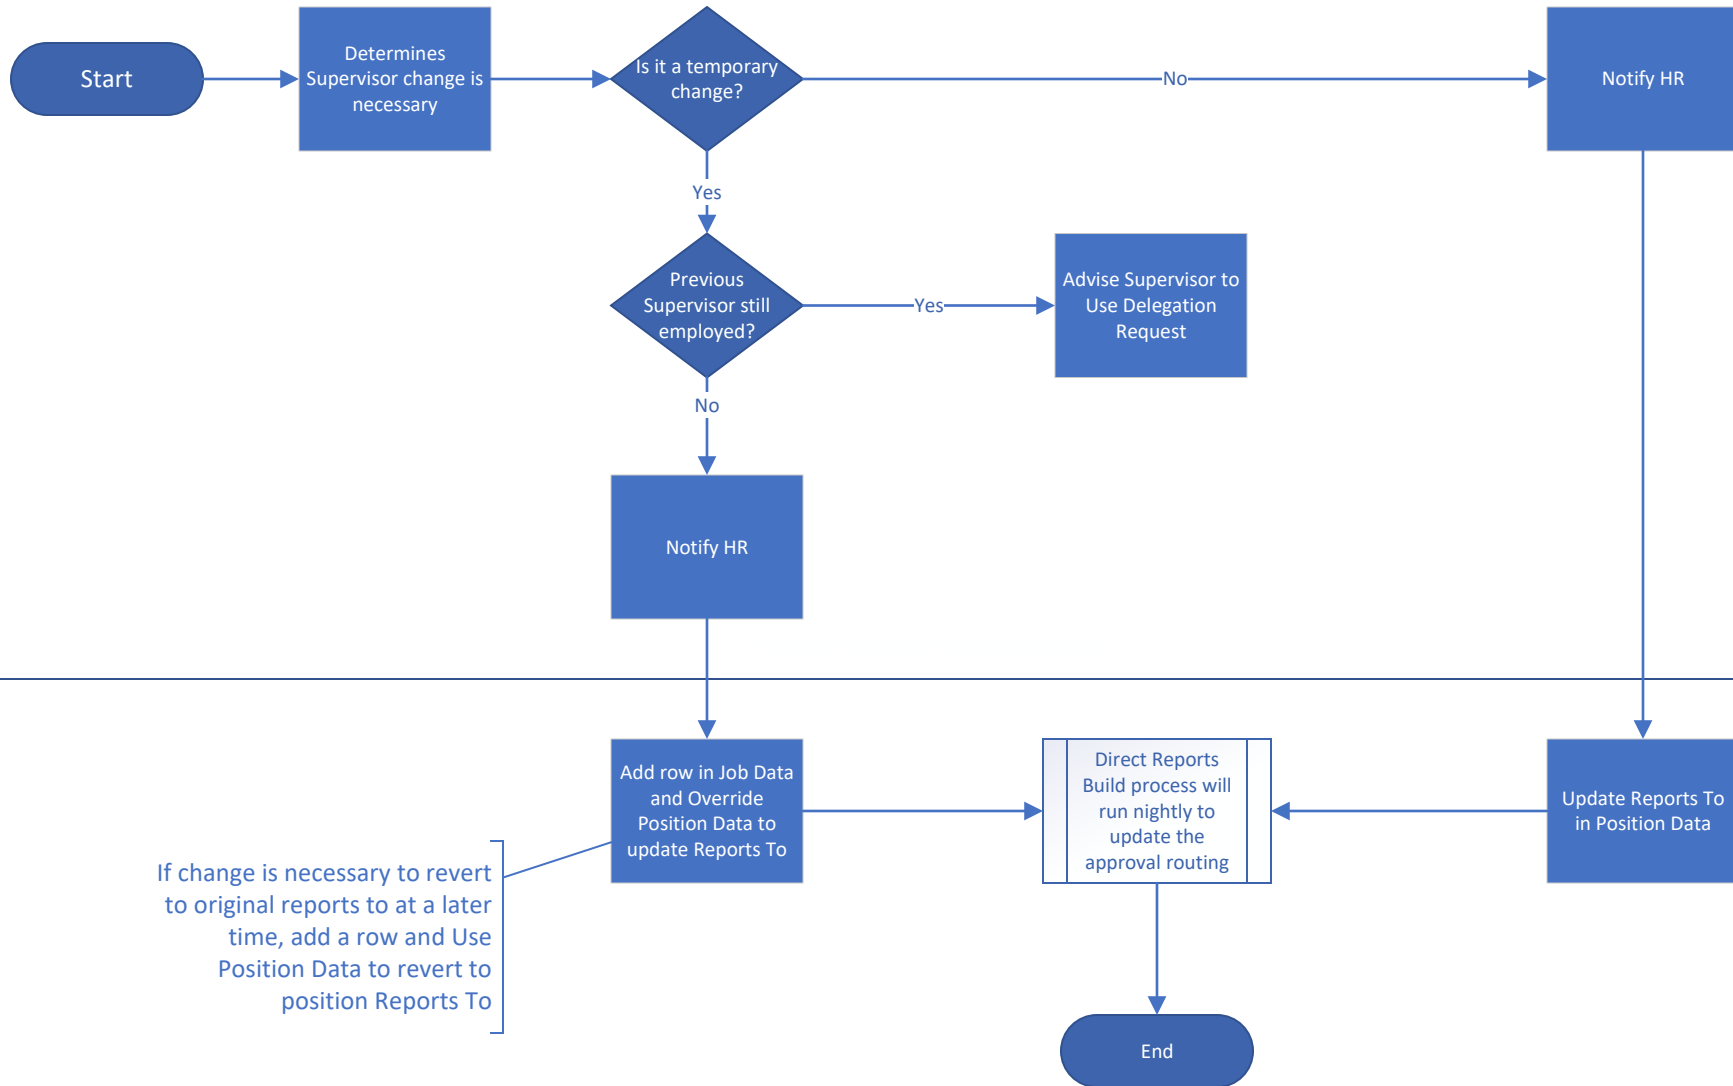 Start
Determines
Supervisor change is
necessary
Is it a temporary
change?
No
Notify HR
Yes
Previous
Supervisor still
employed?
Yes
Advise Supervisor to
Use Delegation
Request
No
Notify HR
Add row in Job Data
and Override
Position Data to
update Reports To
Direct Reports
Build process will
run nightly to
update the
approval routing
Update Reports To
in Position Data
If change is necessary to revert
to original reports to at a later
time, add a row and Use
Position Data to revert to
position Reports To
End